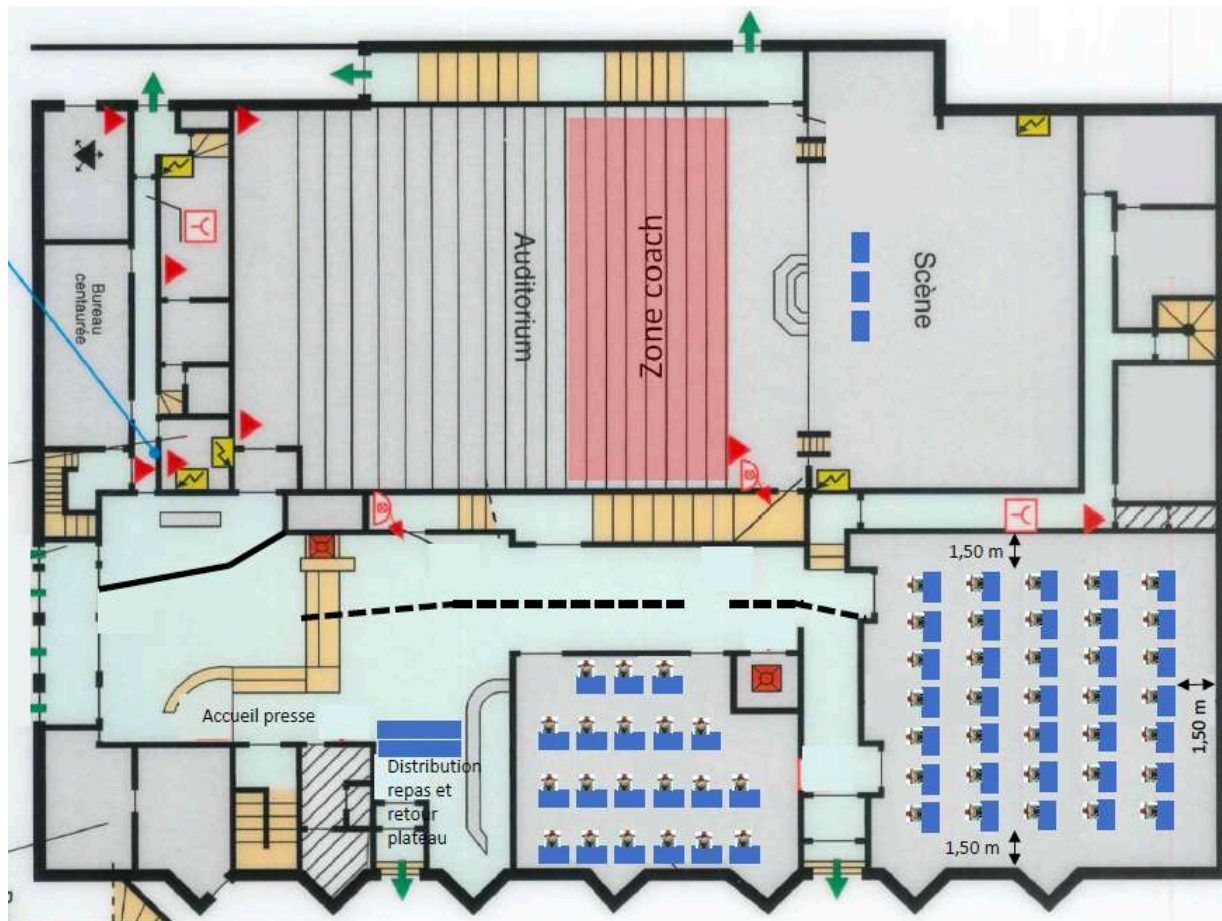 Bureau
centaurée
Auditorium
Zone coach
Scène
1,50 m
1,50 m
Accueil presse
Distribution
repas et
retour
plateau
1,50 m